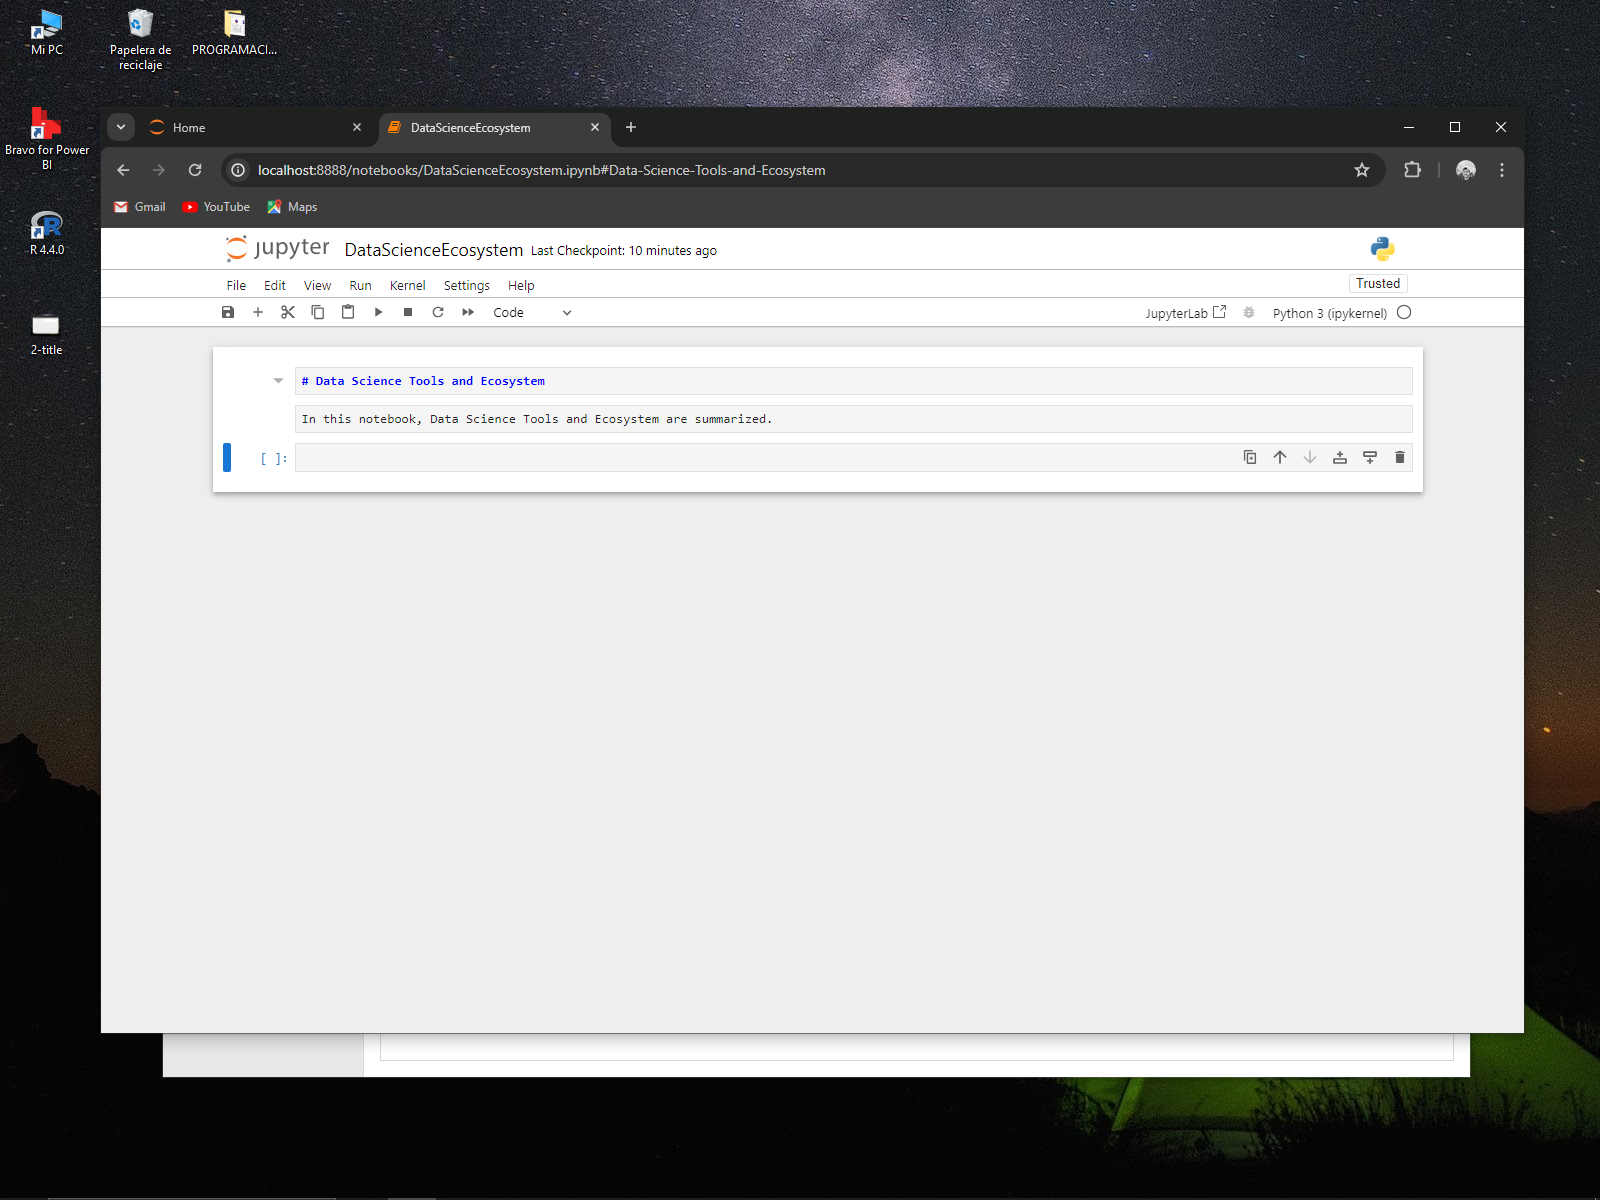 Mi PC
Papelera de
reciclaje
PROGRAMACI...
Bravo for Power
BI
R 4.4.0
2-title
Home
DataScienceEcosystem
localhost:8888/notebooks/DataScienceEcosystem.ipynb#Data-Science-Tools-and-Ecosystem
Gmail
YouTube
Maps
jupyter
DataScienceEcosystem Last Checkpoint: 10 minutes ago
File Edit View Run Kernel Settings Help
Trusted
Code
JupyterLab
Python 3 (ipykernel)
# Data Science Tools and Ecosystem
In this notebook, Data Science Tools and Ecosystem are summarized.
[ ]: